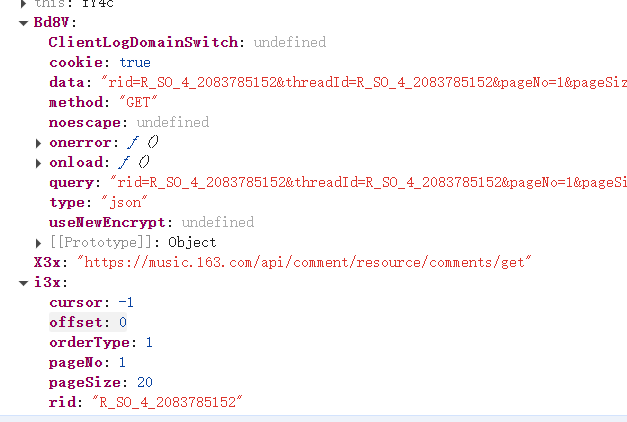 this: fY4c
Bd8V:
ClientLogDomainSwitch: undefined
cookie: true
data: "rid=R_SO_4_2083785152&threadId=R_SO_4_2083785152&pageNo=1&pageSiz
method: "GET"
noescape: undefined
onerror: ƒ ()
onload: ƒ ()
query: "rid=R_SO_4_2083785152&threadId=R_SO_4_2083785152&pageNo=1&pageSi
type: "json"
useNewEncrypt: undefined
[[Prototype]]: Object
X3x: "https://music.163.com/api/comment/resource/comments/get"
i3x:
cursor: -1
offset: 0
orderType: 1
pageNo: 1
pageSize: 20
rid: "R_SO_4_2083785152"